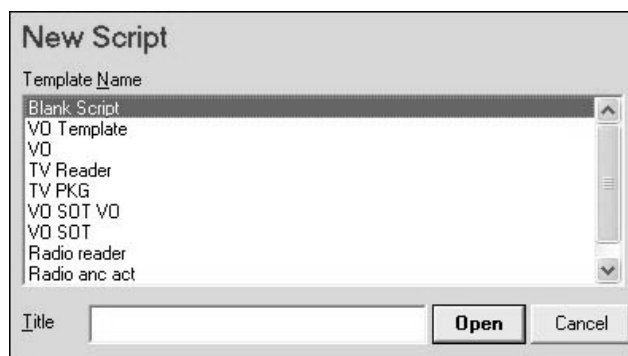 New Script
Template Name
Blank Script
VO Template
VO
TV Reader
TV PKG
VO SOT VO
VO SOT
Radio reader
Radio anc act
Title
Open
Cancel